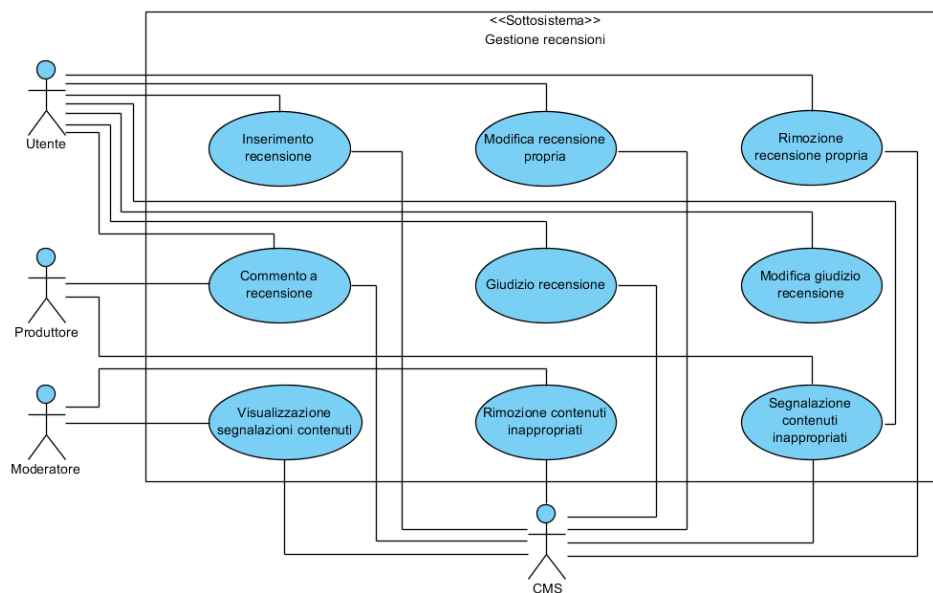 <<Sottosistema>>
Gestione recensioni
Utente
Inserimento
recensione
Modifica recensione
propria
Rimozione
recensione propria
Produttore
Commento a
recensione
Giudizio recensione
Modifica giudizio
recensione
Moderatore
Visualizzazione
segnalazioni contenuti
Rimozione contenuti
inappropriati
Segnalazione
contenuti
inappropriati
CMS